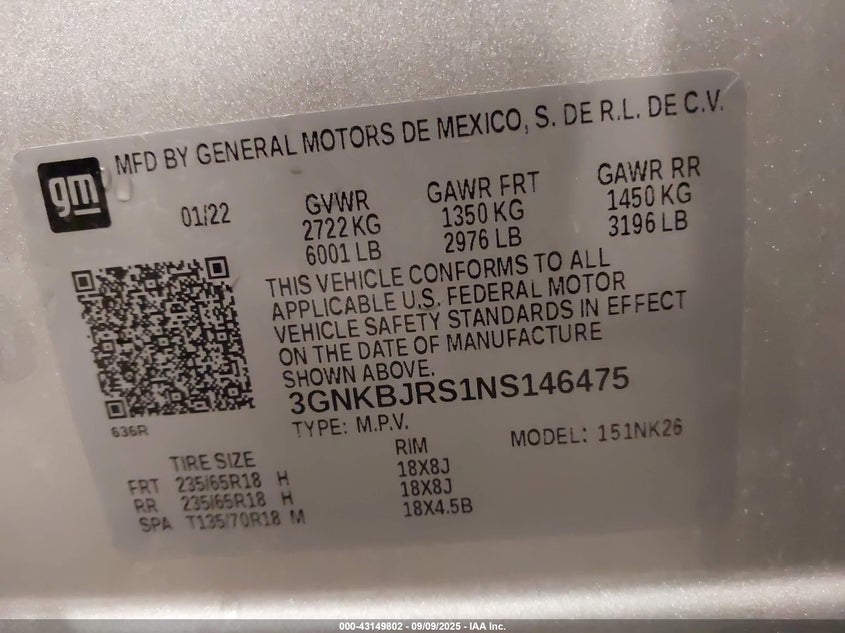 MFD BY GENERAL MOTORS DE MEXICO, S. DE R.L. DE C.V.
gm
01/22
GVWR
2722 KG
6001 LB
GAWR FRT
1350 KG
2976 LB
GAWR RR
1450 KG
3196 LB
THIS VEHICLE CONFORMS TO ALL
APPLICABLE U.S. FEDERAL MOTOR
VEHICLE SAFETY STANDARDS IN EFFECT
ON THE DATE OF MANUFACTURE
SHOWN ABOVE.
3GNKBJRS1NS146475
TYPE: M.P.V.
MODEL: 151NK26
636R
TIRE SIZE RIM
FRT 235/65R18 H 18X8J
RR 235/65R18 H 18X8J
SPA T135/70R18 M 18X4.5B
000-43149802 - 09/09/2025 - IAA Inc.